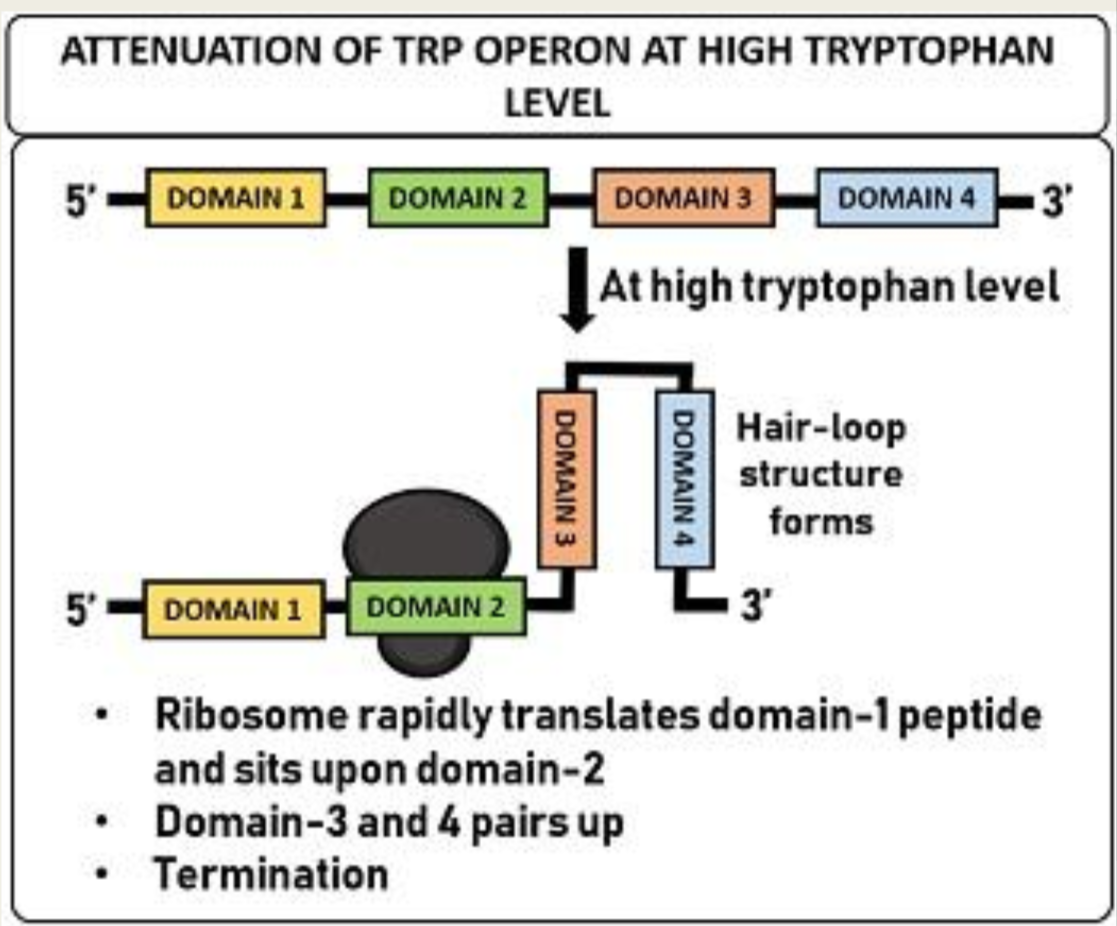 ATTENUATION OF TRP OPERON AT HIGH TRYPTOPHAN
LEVEL
5' DOMAIN 1 DOMAIN 2 DOMAIN 3 DOMAIN 4 3'
At high tryptophan level
DOMAIN 3
DOMAIN 4
Hair-loop
structure
forms
5' DOMAIN 1 DOMAIN 2 3'
• Ribosome rapidly translates domain-1 peptide
and sits upon domain-2
• Domain-3 and 4 pairs up
• Termination